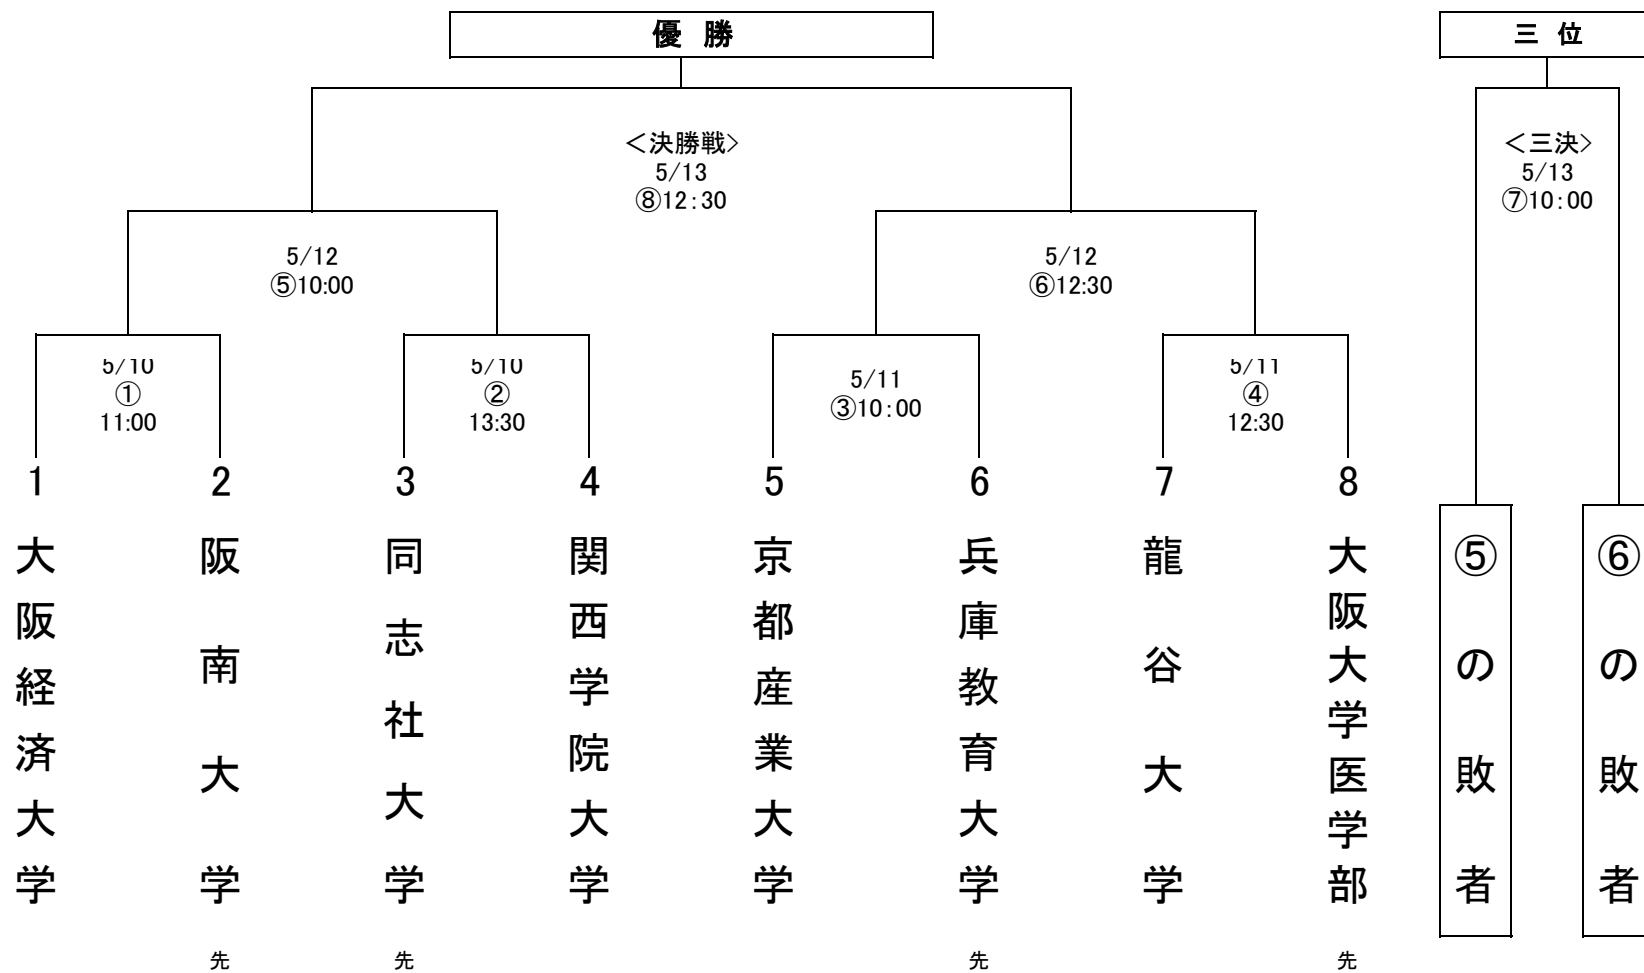 優 勝
三 位
＜決勝戦＞
5/13
⑧12:30
＜三決＞
5/13
⑦10:00
5/12
⑤10:00
5/12
⑥12:30
5/10
①
11:00
5/10
②
13:30
5/11
③10:00
5/11
④
12:30
1
2
3
4
5
6
7
8
大阪経済大学
阪南大学
同志社大学
関西学院大学
京都産業大学
兵庫教育大学
龍谷大学
大阪大学医学部
⑤の敗者
⑥の敗者
先
先
先
先